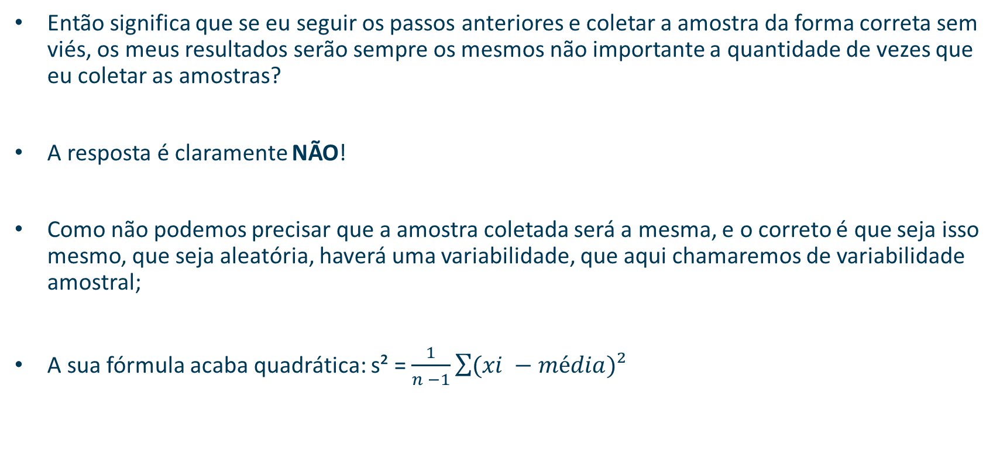 • Então significa que se eu seguir os passos anteriores e coletar a amostra da forma correta sem
viés, os meus resultados serão sempre os mesmos não importante a quantidade de vezes que
eu coletar as amostras?
• A resposta é claramente NÃO!
• Como não podemos precisar que a amostra coletada será a mesma, e o correto é que seja isso
mesmo, que seja aleatória, haverá uma variabilidade, que aqui chamaremos de variabilidade
amostral;
• A sua fórmula acaba quadrática: s² = 1/(n −1) ∑(xi − média)²